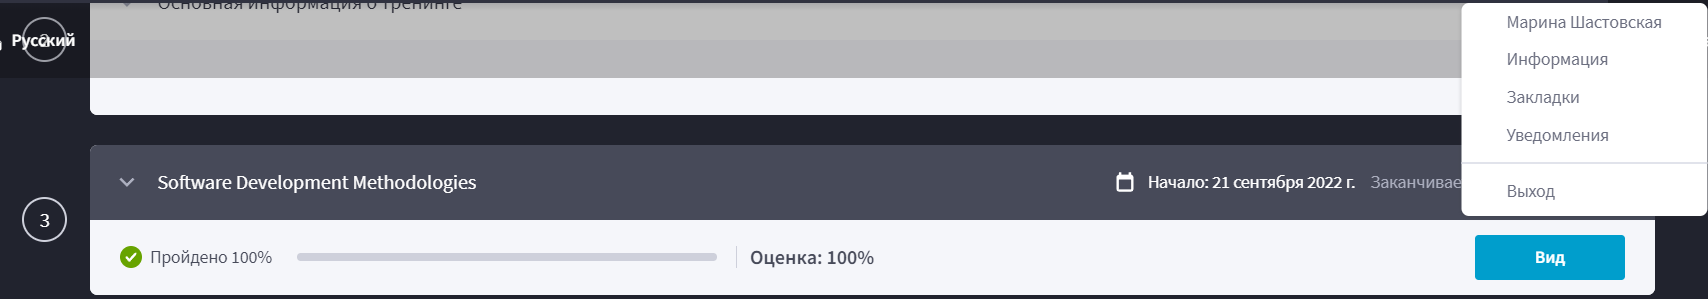 Основная информация о тренинге
Русский
2
Марина Шастовская
Информация
Закладки
Уведомления
Выход
3
Software Development Methodologies
Начало: 21 сентября 2022 г. Заканчивае
Пройдено 100%
Оценка: 100%
Вид